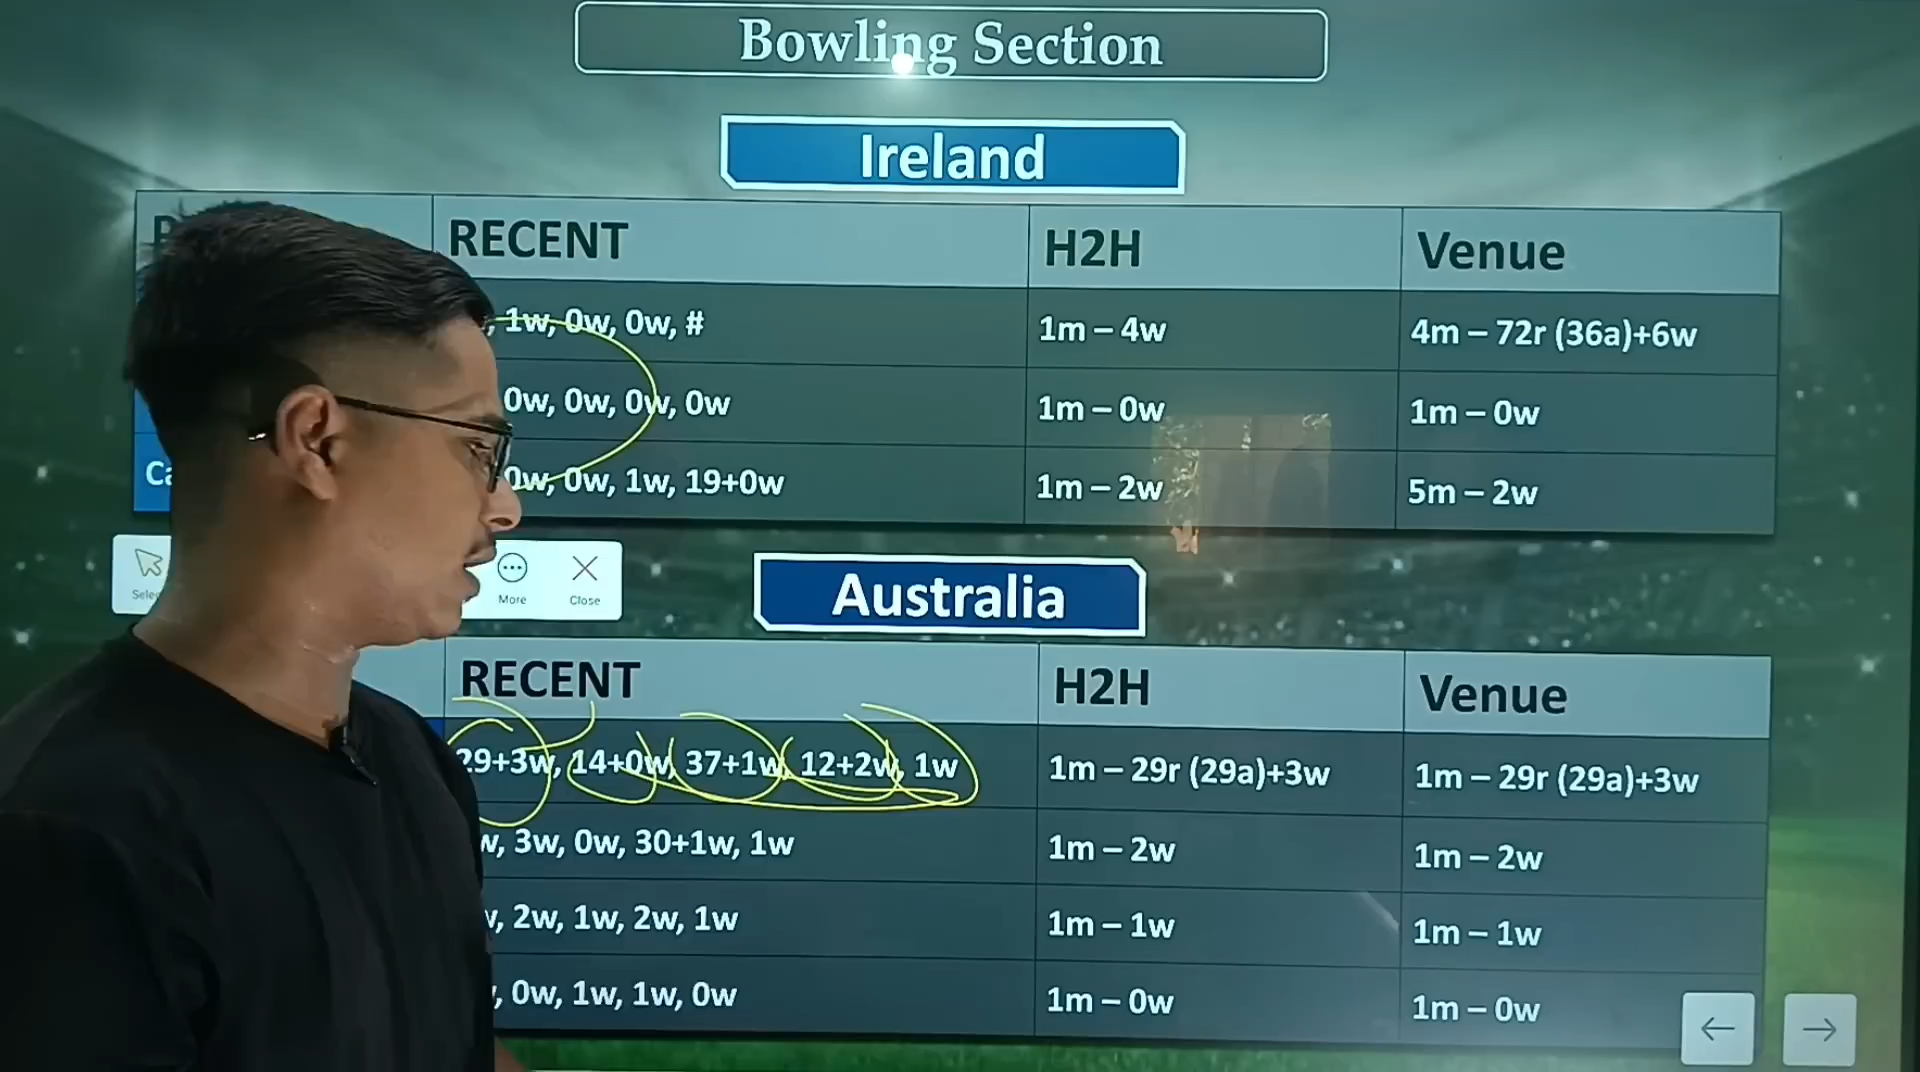 Bowling Section
Ireland
RECENT H2H Venue
1w, 0w, 0w, # 1m – 4w 4m – 72r (36a)+6w
0w, 0w, 0w, 0w 1m – 0w 1m – 0w
0w, 0w, 1w, 19+0w 1m – 2w 5m – 2w
More Close
Australia
RECENT H2H Venue
29+3w, 14+0w, 37+1w, 12+2w, 1w 1m – 29r (29a)+3w 1m – 29r (29a)+3w
3w, 0w, 30+1w, 1w 1m – 2w 1m – 2w
2w, 1w, 2w, 1w 1m – 1w 1m – 1w
0w, 1w, 1w, 0w 1m – 0w 1m – 0w